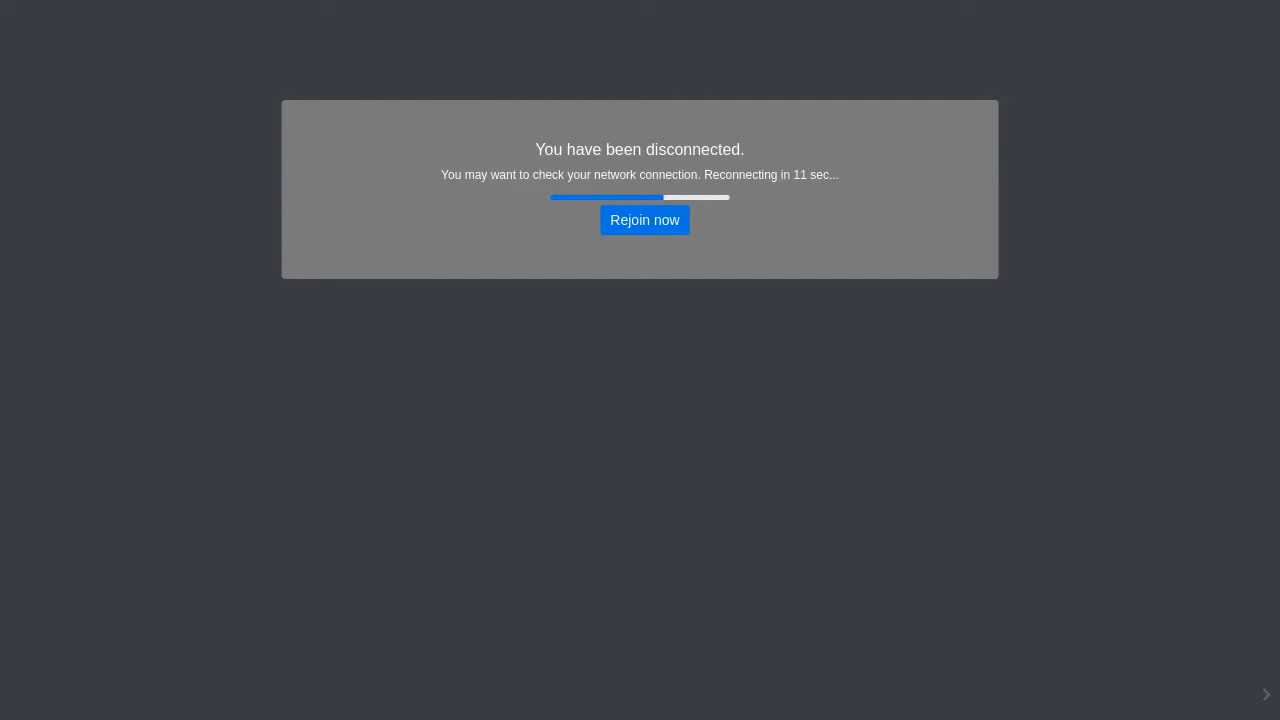 You have been disconnected.
You may want to check your network connection. Reconnecting in 11 sec...
Rejoin now